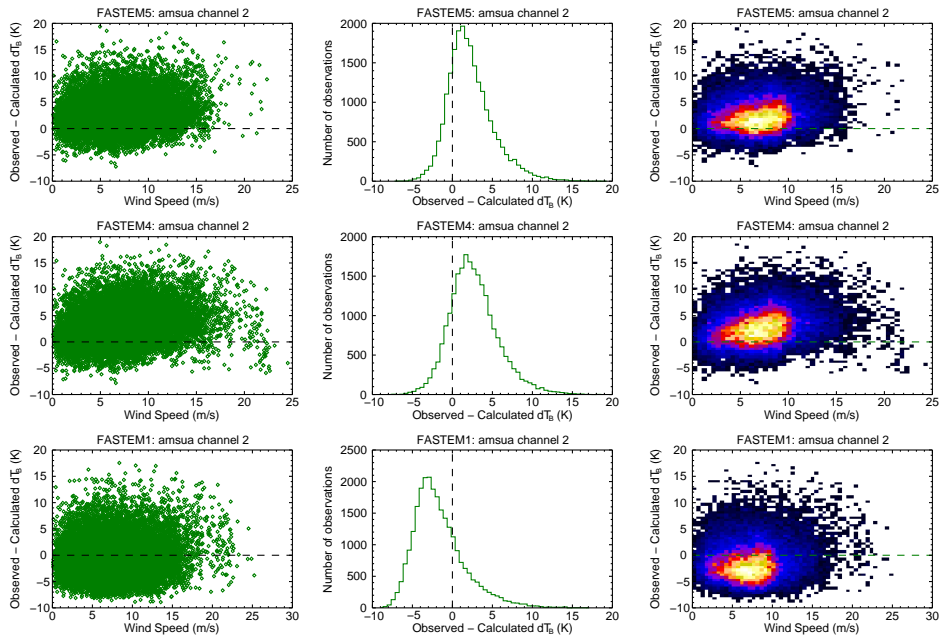 FASTEM5: amsua channel 2
Observed − Calculated dT_B (K)
20
15
10
5
0
−5
−10
0 5 10 15 20 25
Wind Speed (m/s)
FASTEM5: amsua channel 2
Number of observations
2000
1500
1000
500
0
−10 −5 0 5 10 15 20
Observed − Calculated dT_B (K)
FASTEM5: amsua channel 2
Observed − Calculated dT_B (K)
20
15
10
5
0
−5
−10
0 5 10 15 20 25
Wind Speed (m/s)
FASTEM4: amsua channel 2
Observed − Calculated dT_B (K)
20
15
10
5
0
−5
−10
0 5 10 15 20 25
Wind Speed (m/s)
FASTEM4: amsua channel 2
Number of observations
2000
1500
1000
500
0
−10 −5 0 5 10 15 20
Observed − Calculated dT_B (K)
FASTEM4: amsua channel 2
Observed − Calculated dT_B (K)
20
15
10
5
0
−5
−10
0 5 10 15 20 25
Wind Speed (m/s)
FASTEM1: amsua channel 2
Observed − Calculated dT_B (K)
20
15
10
5
0
−5
−10
0 5 10 15 20 25 30
Wind Speed (m/s)
FASTEM1: amsua channel 2
Number of observations
2500
2000
1500
1000
500
0
−10 −5 0 5 10 15 20
Observed − Calculated dT_B (K)
FASTEM1: amsua channel 2
Observed − Calculated dT_B (K)
20
15
10
5
0
−5
−10
0 5 10 15 20 25 30
Wind Speed (m/s)